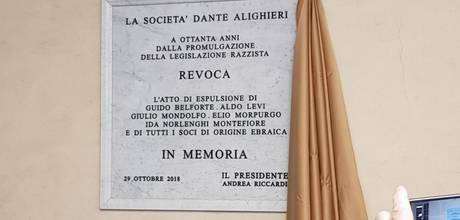 LA SOCIETA' DANTE ALIGHIERI
A OTTANTA ANNI
DALLA PROMULGAZIONE
DELLA LEGISLAZIONE RAZZISTA
REVOCA
L'ATTO DI ESPULSIONE DI
GUIDO BELFORTE . ALDO LEVI
GIULIO MONDOLFO . ELIO MORPURGO
IDA NORLENGHI MONTEFIORE
E DI TUTTI I SOCI DI ORIGINE EBRAICA
IN MEMORIA
29 OTTOBRE 2018
IL PRESIDENTE
ANDREA RICCARDI